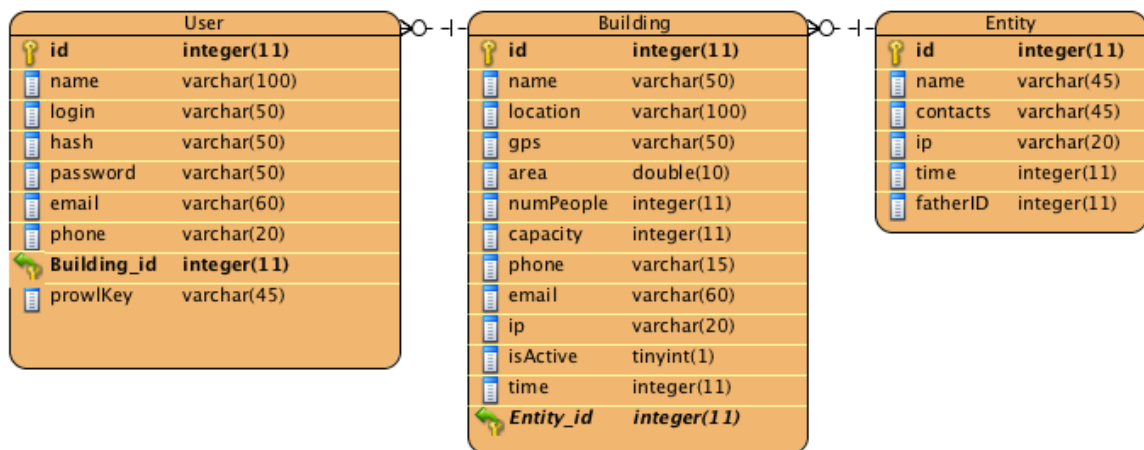 User
id integer(11)
name varchar(100)
login varchar(50)
hash varchar(50)
password varchar(50)
email varchar(60)
phone varchar(20)
Building_id integer(11)
prowlKey varchar(45)
Building
id integer(11)
name varchar(50)
location varchar(100)
gps varchar(50)
area double(10)
numPeople integer(11)
capacity integer(11)
phone varchar(15)
email varchar(60)
ip varchar(20)
isActive tinyint(1)
time integer(11)
Entity_id integer(11)
Entity
id integer(11)
name varchar(45)
contacts varchar(45)
ip varchar(20)
time integer(11)
fatherID integer(11)